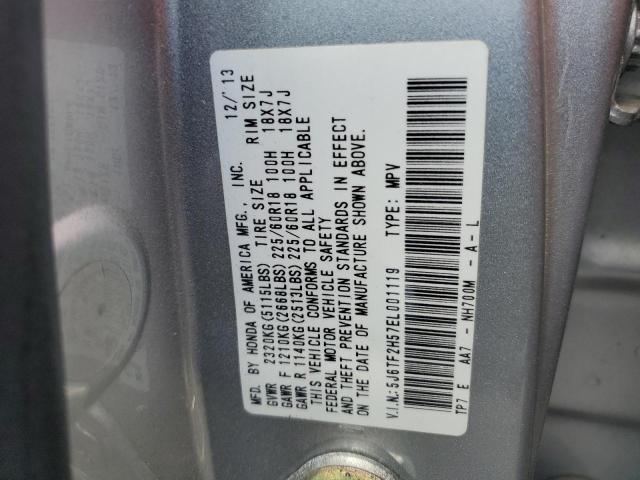 MFD. BY HONDA OF AMERICA MFG., INC. 12/'13
GVWR 2320KG(5115LBS) TIRE SIZE RIM SIZE
GAWR F 1210KG(2668LBS) 225/60R18 100H 18X7J
GAWR R 1140KG(2513LBS) 225/60R18 100H 18X7J
THIS VEHICLE CONFORMS TO ALL APPLICABLE
FEDERAL MOTOR VEHICLE SAFETY
AND THEFT PREVENTION STANDARDS IN EFFECT
ON THE DATE OF MANUFACTURE SHOWN ABOVE.
V.I.N.:5J6TF2H57EL001119 TYPE: MPV
TP7 E AA7 - NH700M - A - L